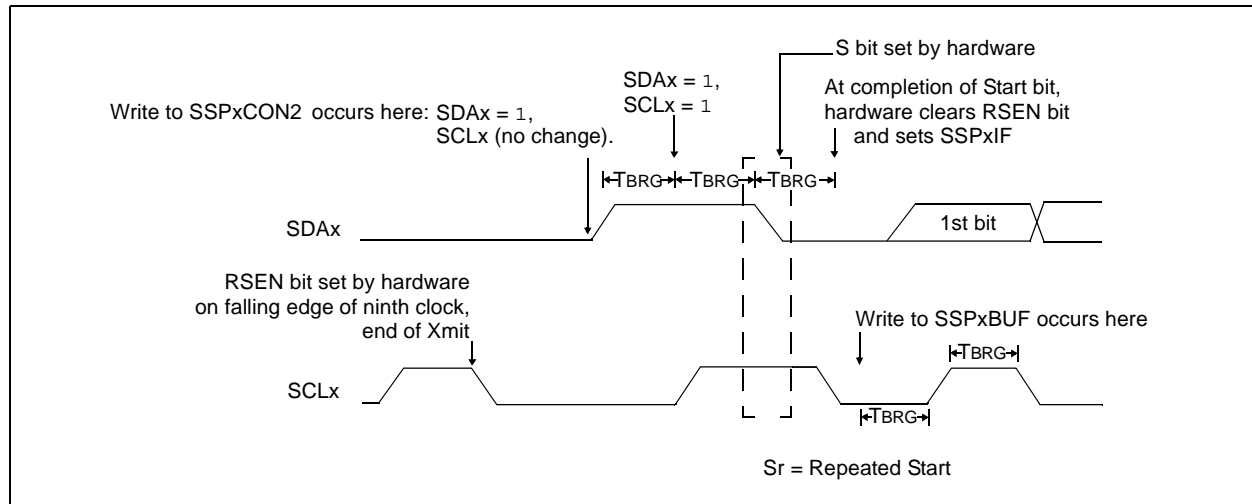 S bit set by hardware
SDAx = 1,
SCLx = 1
At completion of Start bit,
hardware clears RSEN bit
and sets SSPxIF
Write to SSPxCON2 occurs here: SDAx = 1,
SCLx (no change).
TBRG TBRG TBRG
SDAx
1st bit
RSEN bit set by hardware
on falling edge of ninth clock,
end of Xmit
Write to SSPxBUF occurs here
TBRG
SCLx
TBRG
Sr = Repeated Start